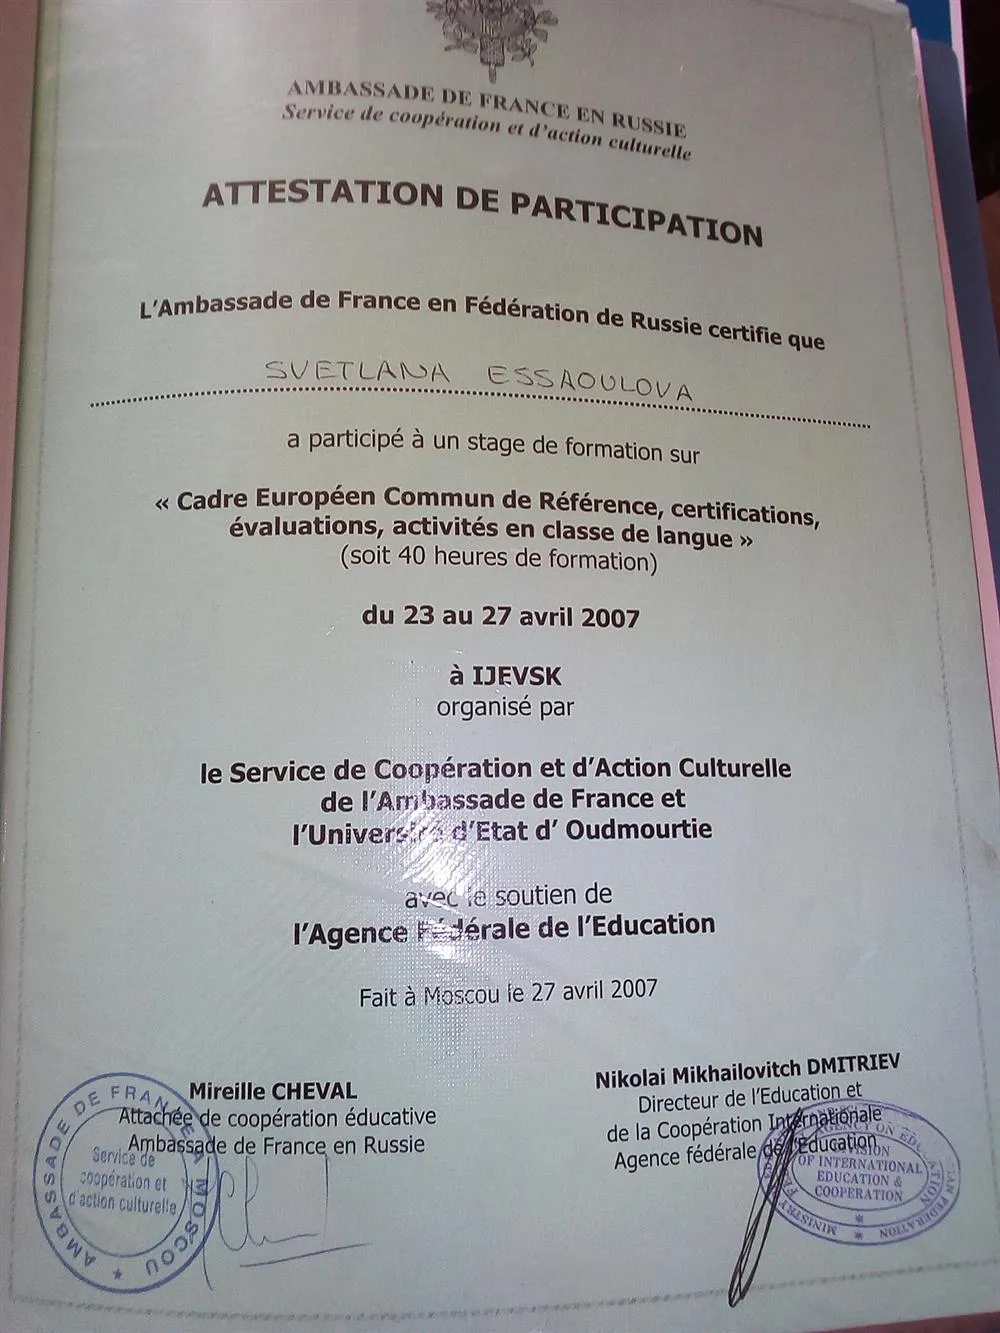 AMBASSADE DE FRANCE EN RUSSIE
Service de coopération et d'action culturelle
ATTESTATION DE PARTICIPATION
L'Ambassade de France en Fédération de Russie certifie que
SVETLANA ESSAOULOVA
a participé à un stage de formation sur
« Cadre Européen Commun de Référence, certifications,
évaluations, activités en classe de langue »
(soit 40 heures de formation)
du 23 au 27 avril 2007
à IJEVSK
organisé par
le Service de Coopération et d'Action Culturelle
de l'Ambassade de France et
l'Université d'Etat d' Oudmourtie
avec le soutien de
l'Agence Fédérale de l'Education
Fait à Moscou le 27 avril 2007
Mireille CHEVAL
Attachée de coopération éducative
Ambassade de France en Russie
Nikolai Mikhailovitch DMITRIEV
Directeur de l'Education et
de la Coopération Internationale
Agence fédérale de l'Education
AMBASSADE DE FRANCE
MOSCOU
Service de
coopération et
d'action culturelle
DIVISION
OF INTERNATIONAL
EDUCATION &
COOPERATION